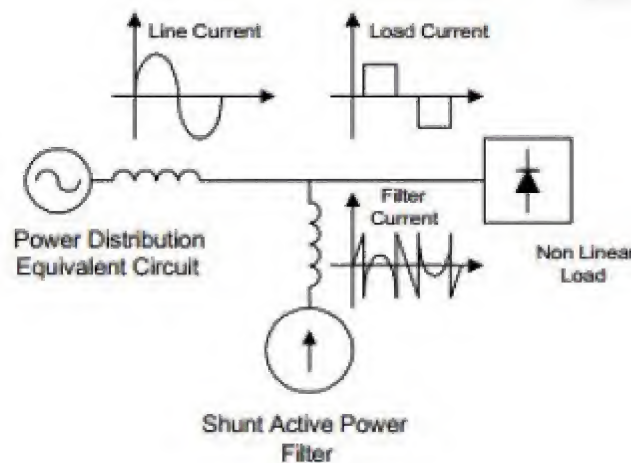 Line Current
Load Current
Filter
Current
Power Distribution
Equivalent Circuit
Non Linear
Load
Shunt Active Power
Filter